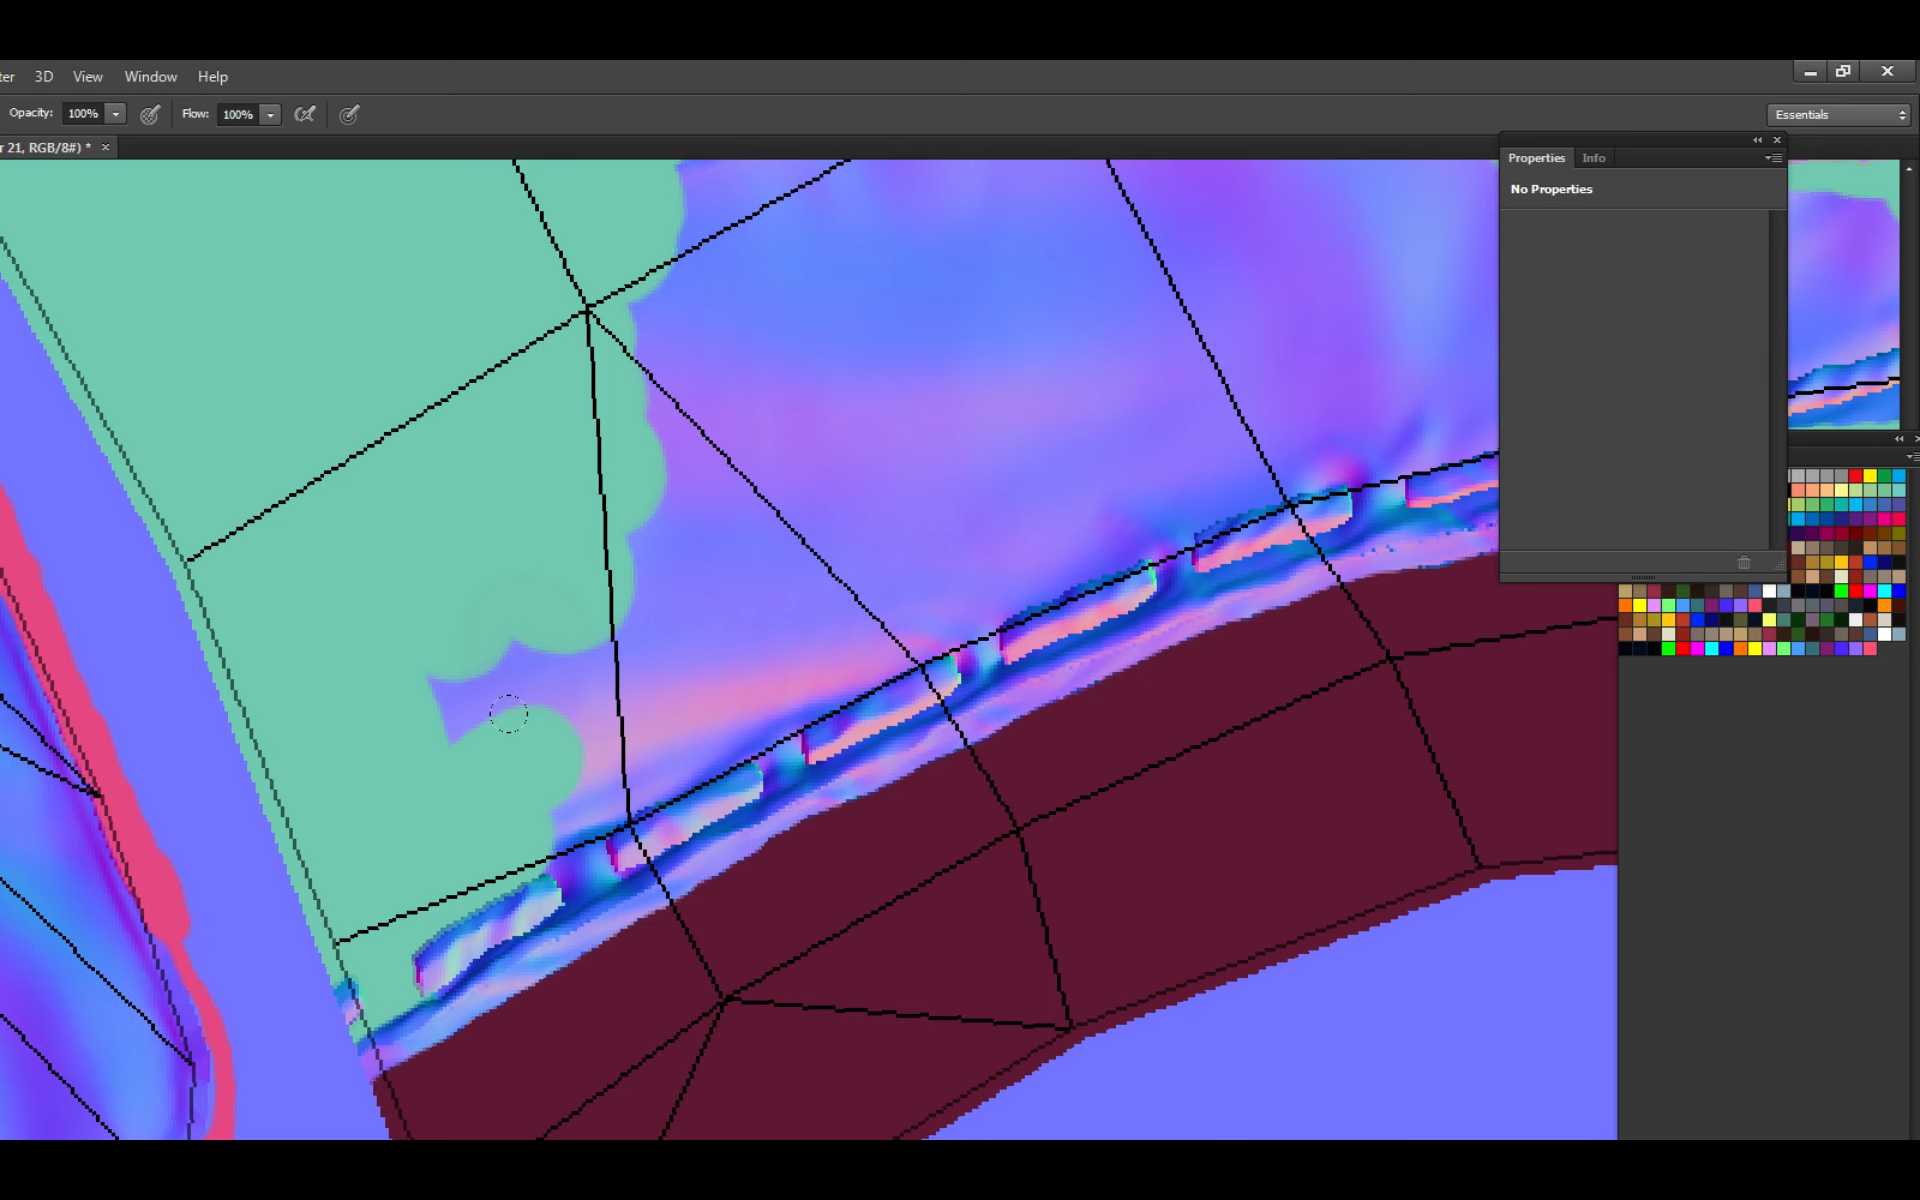 ter 3D View Window Help
Opacity: 100% Flow: 100% Essentials
r 21, RGB/8#) *
Properties Info
No Properties